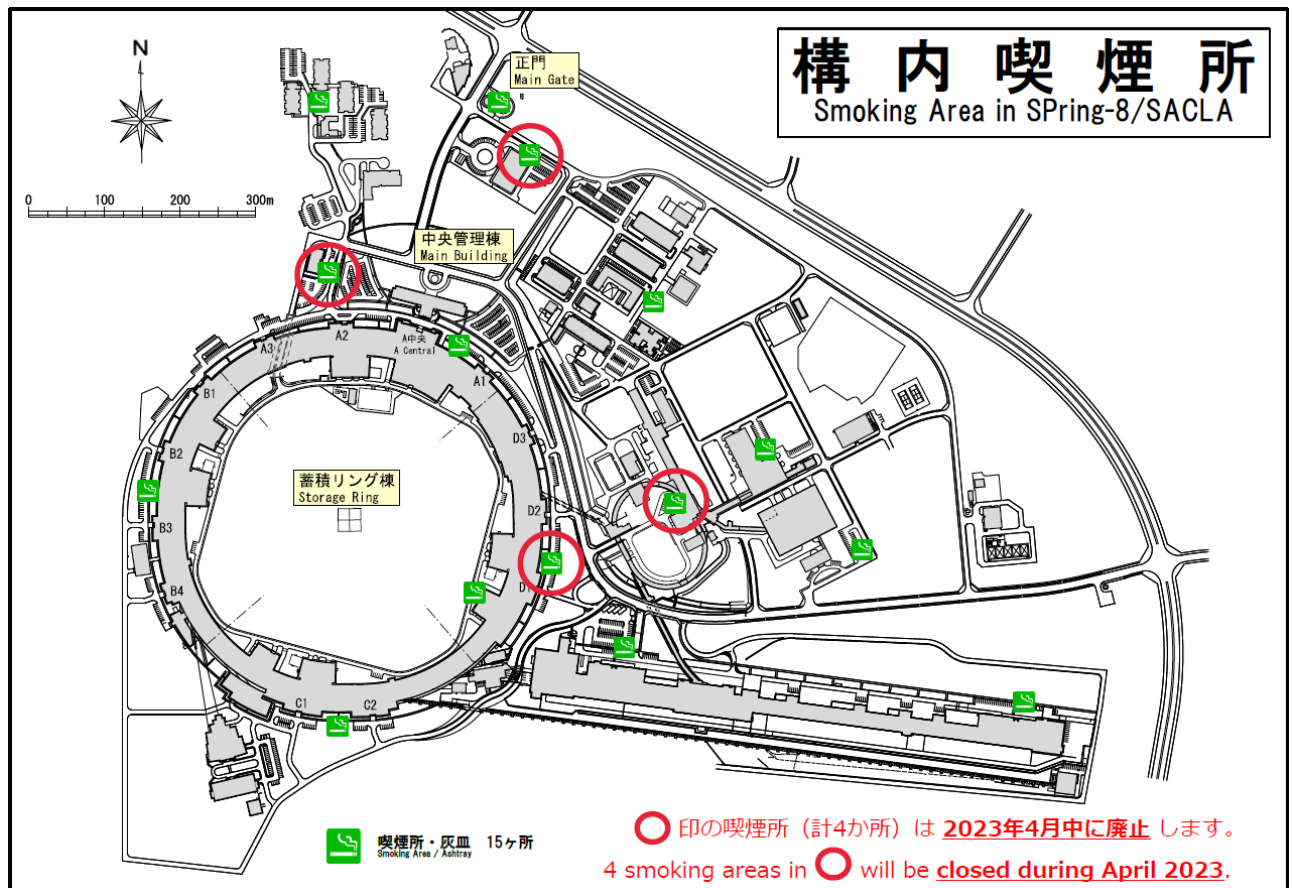 構内喫煙所
Smoking Area in SPring-8/SACLA
N
正門
Main Gate
0 100 200 300m
中央管理棟
Main Building
A3
A2
A中央
A Central
A1
B1
D3
B2
蓄積リング棟
Storage Ring
D2
B3
D1
B4
C1
C2
喫煙所・灰皿 15ヶ所
Smoking Area / Ashtray
印の喫煙所（計4か所）は 2023年4月中に廃止 します。
4 smoking areas in will be closed during April 2023.